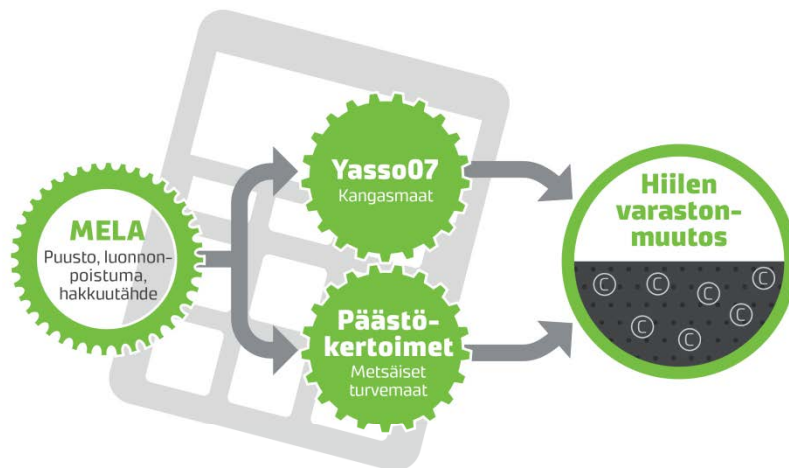 MELA
Puusto, luonnon-
poistuma,
hakkuutähde
Yasso07
Kangasmaat
Päästö-
kertoimet
Metsäiset
turvemaat
Hiilen
varaston-
muutos
C
C
C
C
C
C
C